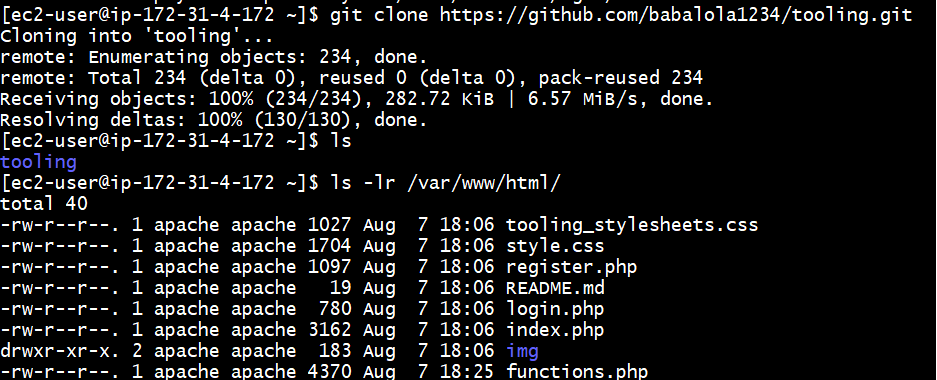 [ec2-user@ip-172-31-4-172 ~]$ git clone https://github.com/babalola1234/tooling.git
Cloning into 'tooling'...
remote: Enumerating objects: 234, done.
remote: Total 234 (delta 0), reused 0 (delta 0), pack-reused 234
Receiving objects: 100% (234/234), 282.72 KiB | 6.57 MiB/s, done.
Resolving deltas: 100% (130/130), done.
[ec2-user@ip-172-31-4-172 ~]$ ls
tooling
[ec2-user@ip-172-31-4-172 ~]$ ls -lr /var/www/html/
total 40
-rw-r--r--. 1 apache apache 1027 Aug  7 18:06 tooling_stylesheets.css
-rw-r--r--. 1 apache apache 1704 Aug  7 18:06 style.css
-rw-r--r--. 1 apache apache 1097 Aug  7 18:06 register.php
-rw-r--r--. 1 apache apache   19 Aug  7 18:06 README.md
-rw-r--r--. 1 apache apache  780 Aug  7 18:06 login.php
-rw-r--r--. 1 apache apache 3162 Aug  7 18:06 index.php
drwxr-xr-x. 2 apache apache  183 Aug  7 18:06 img
-rw-r--r--. 1 apache apache 4370 Aug  7 18:25 functions.php